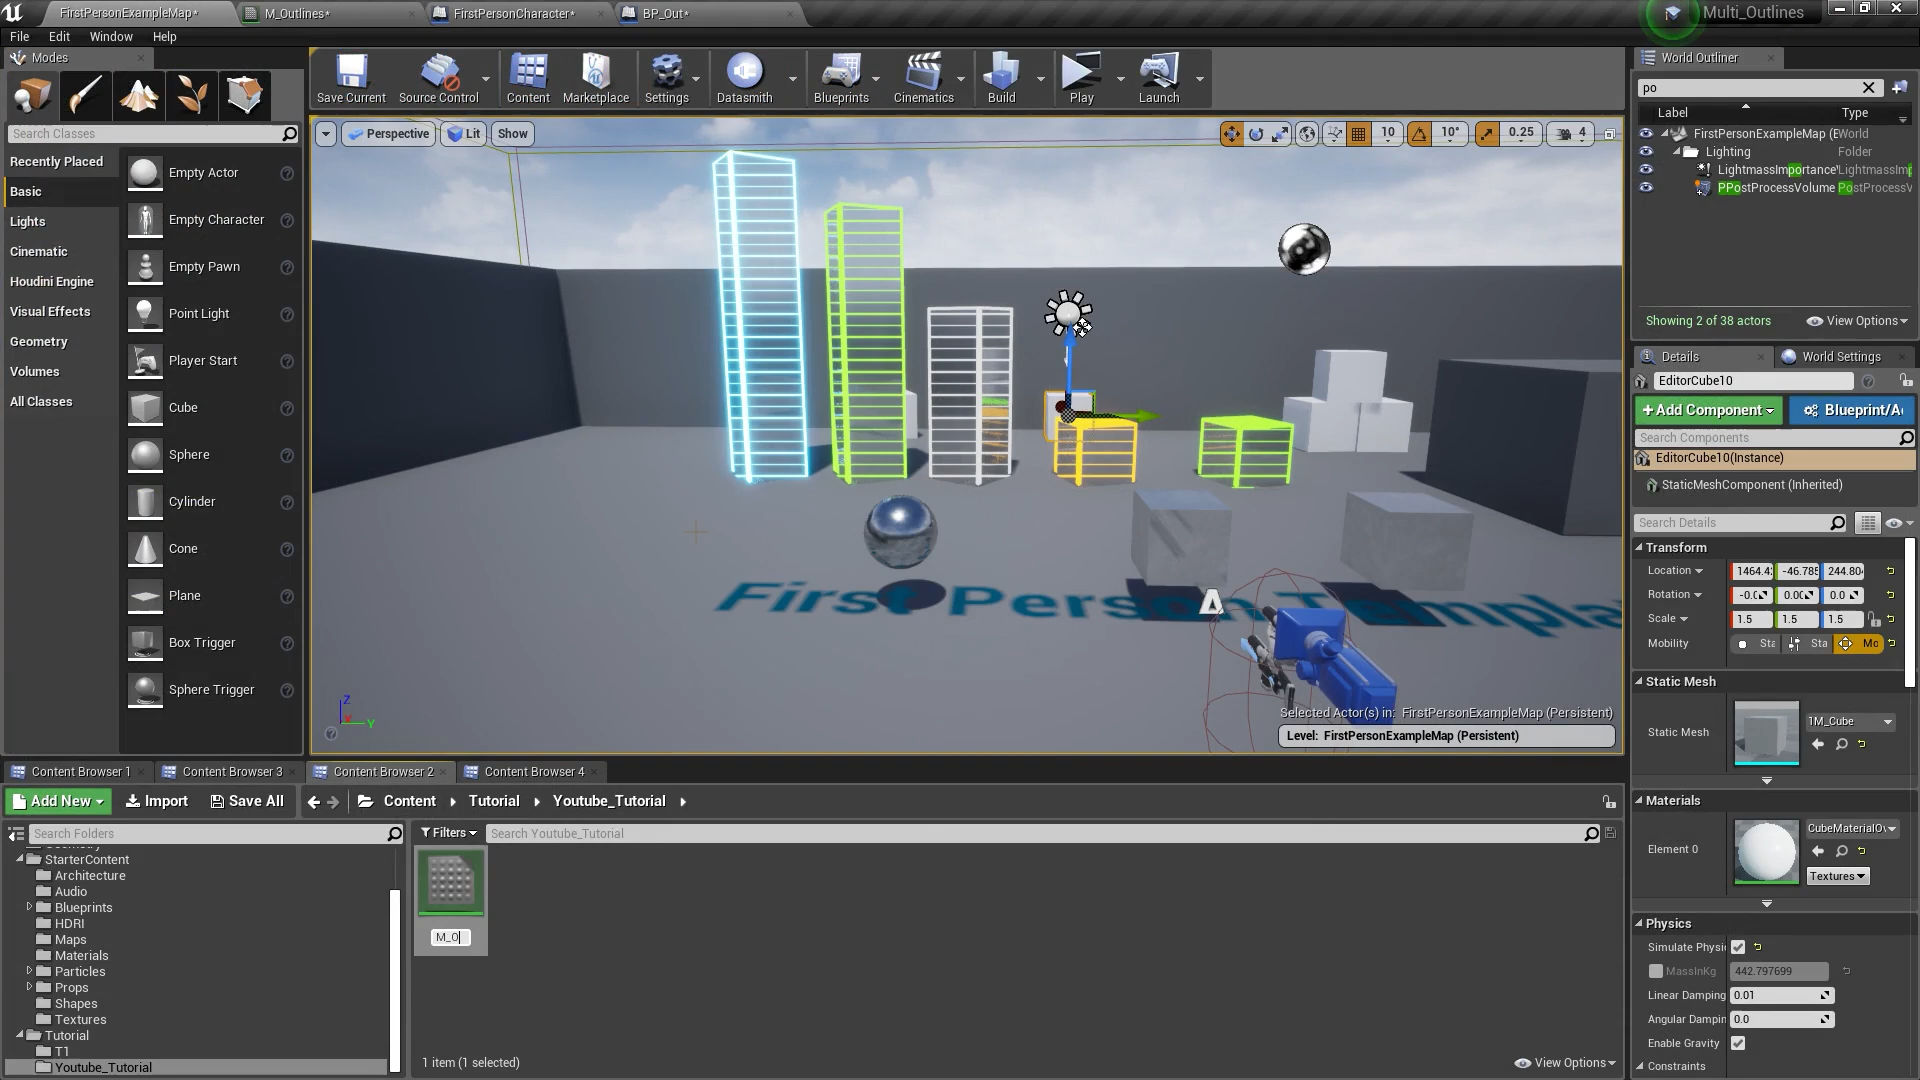 FirstPersonExampleMap*
M_Outlines*
FirstPersonCharacter*
BP_Out*
Multi_Outlines
File
Edit
Window
Help
Modes
Search Classes
Recently Placed
Basic
Lights
Cinematic
Houdini Engine
Visual Effects
Geometry
Volumes
All Classes
Empty Actor
Empty Character
Empty Pawn
Point Light
Player Start
Cube
Sphere
Cylinder
Cone
Plane
Box Trigger
Sphere Trigger
Save Current
Source Control
Content
Marketplace
Settings
Datasmith
Blueprints
Cinematics
Build
Play
Launch
Perspective
Lit
Show
10
10°
0.25
4
First Person Templa
Z
Y
Selected Actor(s) in: FirstPersonExampleMap (Persistent)
Level: FirstPersonExampleMap (Persistent)
World Outliner
po
Label
Type
FirstPersonExampleMap (E
World
Lighting
Folder
LightmassImportance
LightmassImp
PPostProcessVolume
PostProcessV
Showing 2 of 38 actors
View Options
Details
World Settings
EditorCube10
+Add Component
Blueprint/A
Search Components
EditorCube10(Instance)
StaticMeshComponent (Inherited)
Search Details
Transform
Location
1464.4
-46.785
244.80
Rotation
-0.0
0.00
0.0
Scale
1.5
1.5
1.5
Mobility
Sta
Sta
Mo
Static Mesh
Static Mesh
1M_Cube
Materials
Element 0
CubeMaterialOv
Textures
Physics
Simulate Physi
MassInKg
442.797699
Linear Damping
0.01
Angular Dampin
0.0
Enable Gravity
Constraints
Content Browser 1
Content Browser 3
Content Browser 2
Content Browser 4
Add New
Import
Save All
Content
Tutorial
Youtube_Tutorial
Search Folders
Filters
Search Youtube_Tutorial
StarterContent
Architecture
Audio
Blueprints
HDRI
Maps
Materials
Particles
Props
Shapes
Textures
Tutorial
T1
Youtube_Tutorial
M_O
1 item (1 selected)
View Options